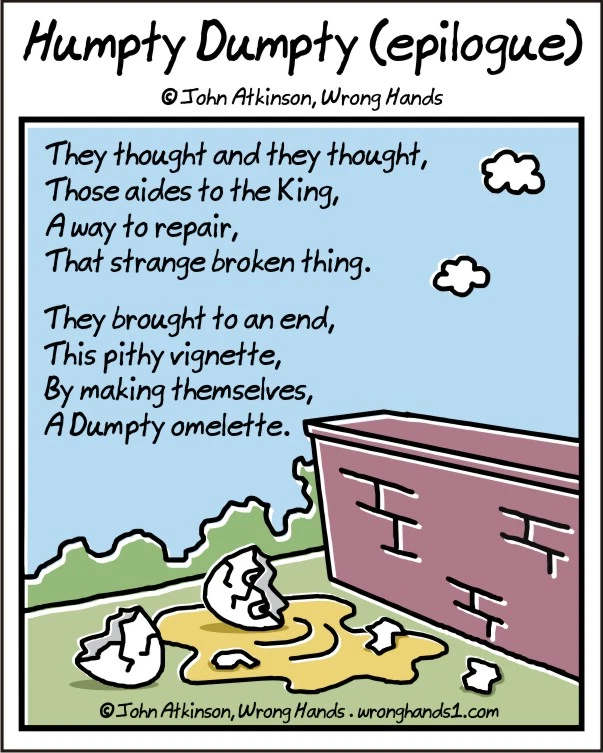 Humpty Dumpty (epilogue)
© John Atkinson, Wrong Hands
They thought and they thought,
Those aides to the King,
A way to repair,
That strange broken thing.
They brought to an end,
This pithy vignette,
By making themselves,
A Dumpty omelette.
© John Atkinson, Wrong Hands . wronghands1.com